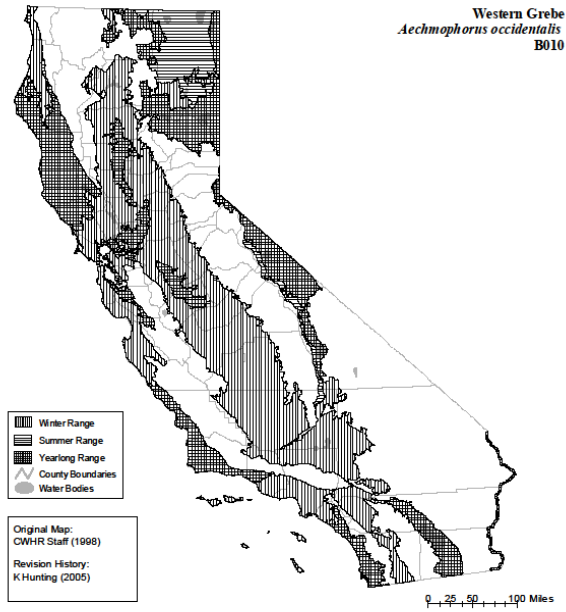 Western Grebe
Aechmophorus occidentalis
B010
Winter Range
Summer Range
Yearlong Range
County Boundaries
Water Bodies
Original Map:
CWHR Staff (1998)
Revision History:
K Hunting (2005)
0 25 50 100 Miles